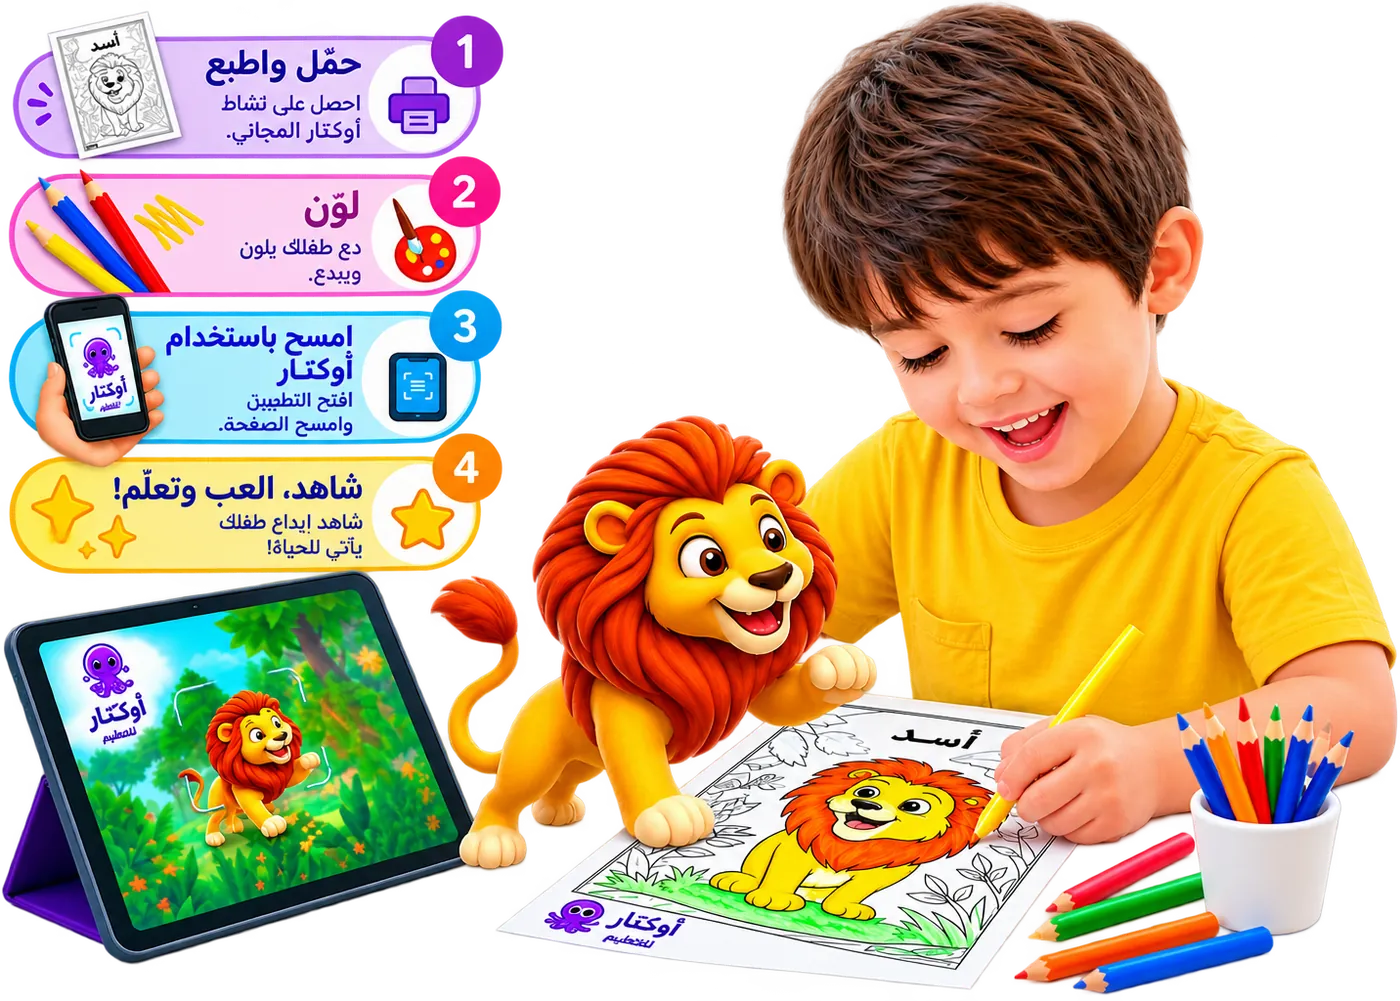 1
حمّل واطبع
احصل على نشاط
أوكتار المجاني.
أسد
2
لوّن
دع طفلك يلون
ويبدع.
3
امسح باستخدام
أوكتار
افتح التطبيق
وامسح الصفحة.
أوكتار
للتعليم
4
شاهد، العب وتعلّم!
شاهد إبداع طفلك
يأتي للحياة!
أوكتار
للتعليم
أسد
أوكتار
للتعليم